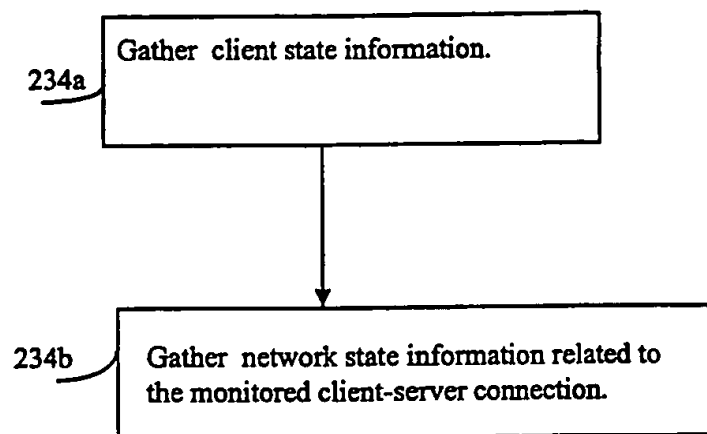 Gather client state information.
234a
234b
Gather network state information related to
the monitored client-server connection.